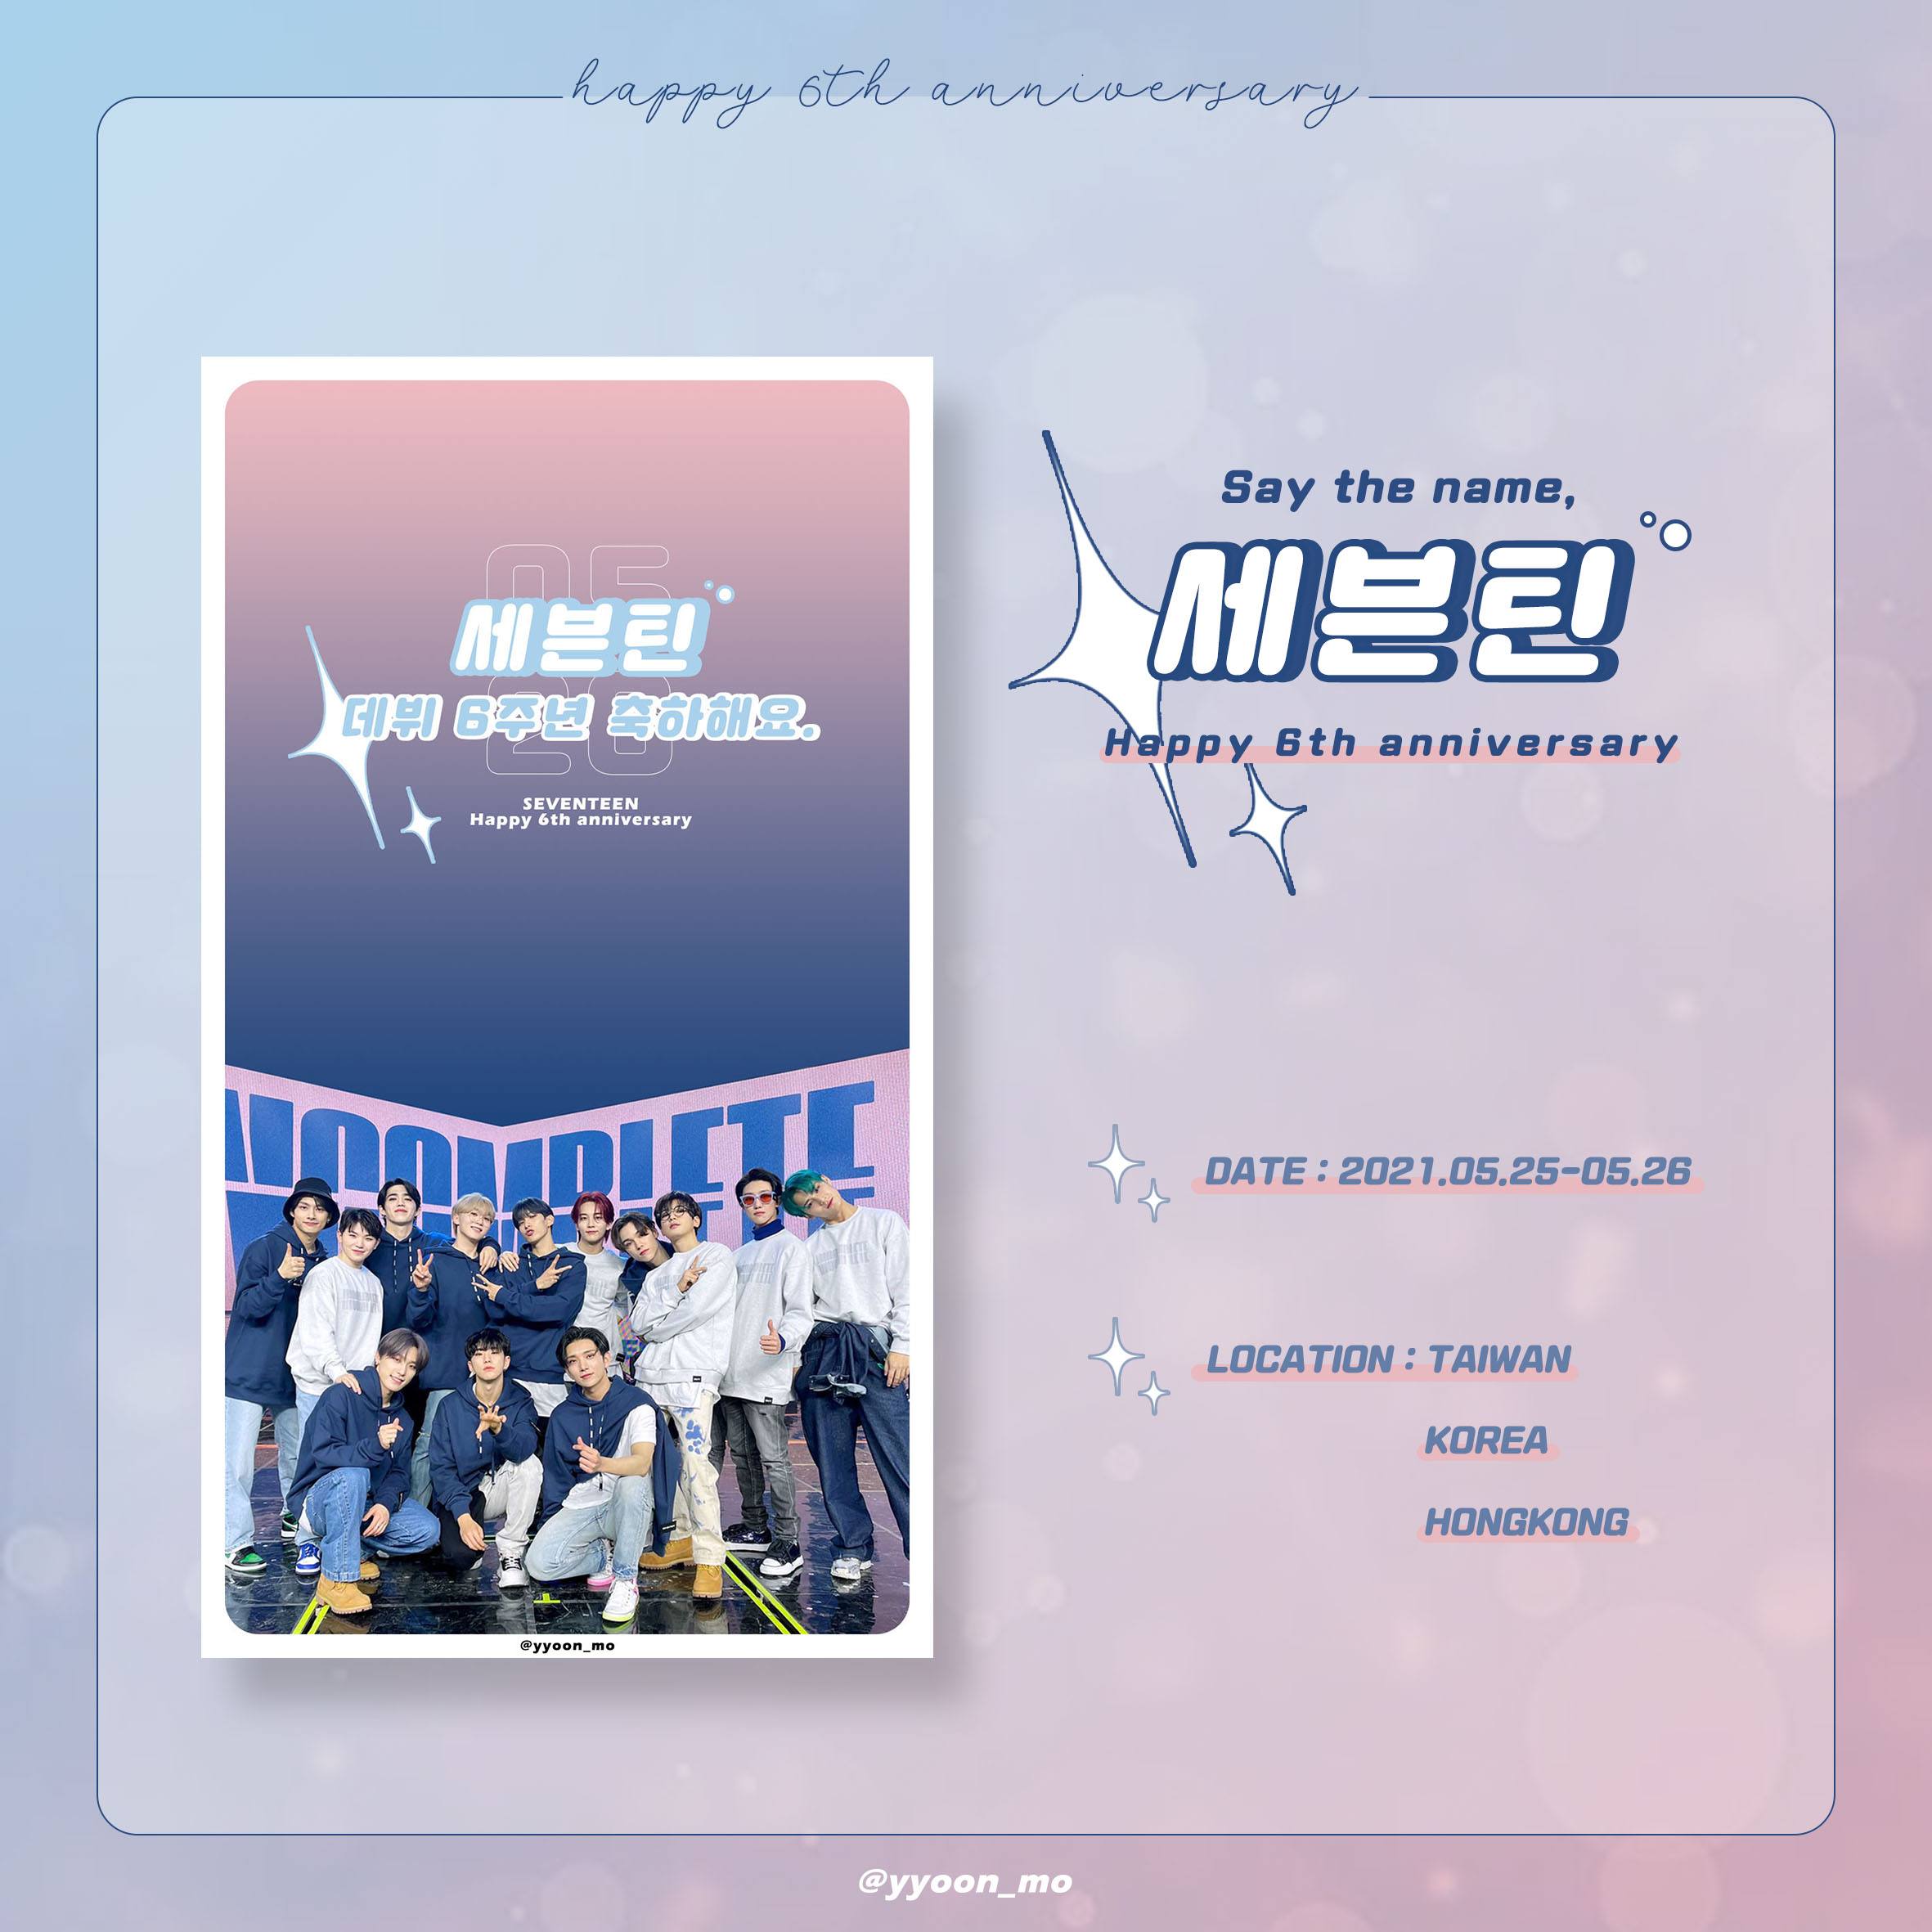 happy 6th anniversary
05
세븐틴
데뷔 6주년 축하해요.
26
SEVENTEEN
Happy 6th anniversary
@yyoon_mo
Say the name,
세븐틴
Happy 6th anniversary
DATE : 2021.05.25-05.26
LOCATION : TAIWAN
KOREA
HONGKONG
@yyoon_mo